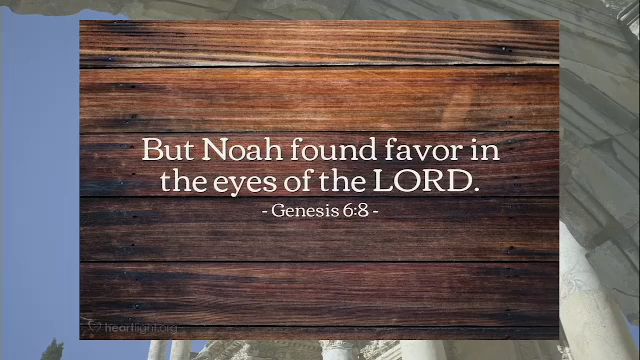 But Noah found favor in
the eyes of the LORD.
- Genesis 6:8 -
heartlight.org